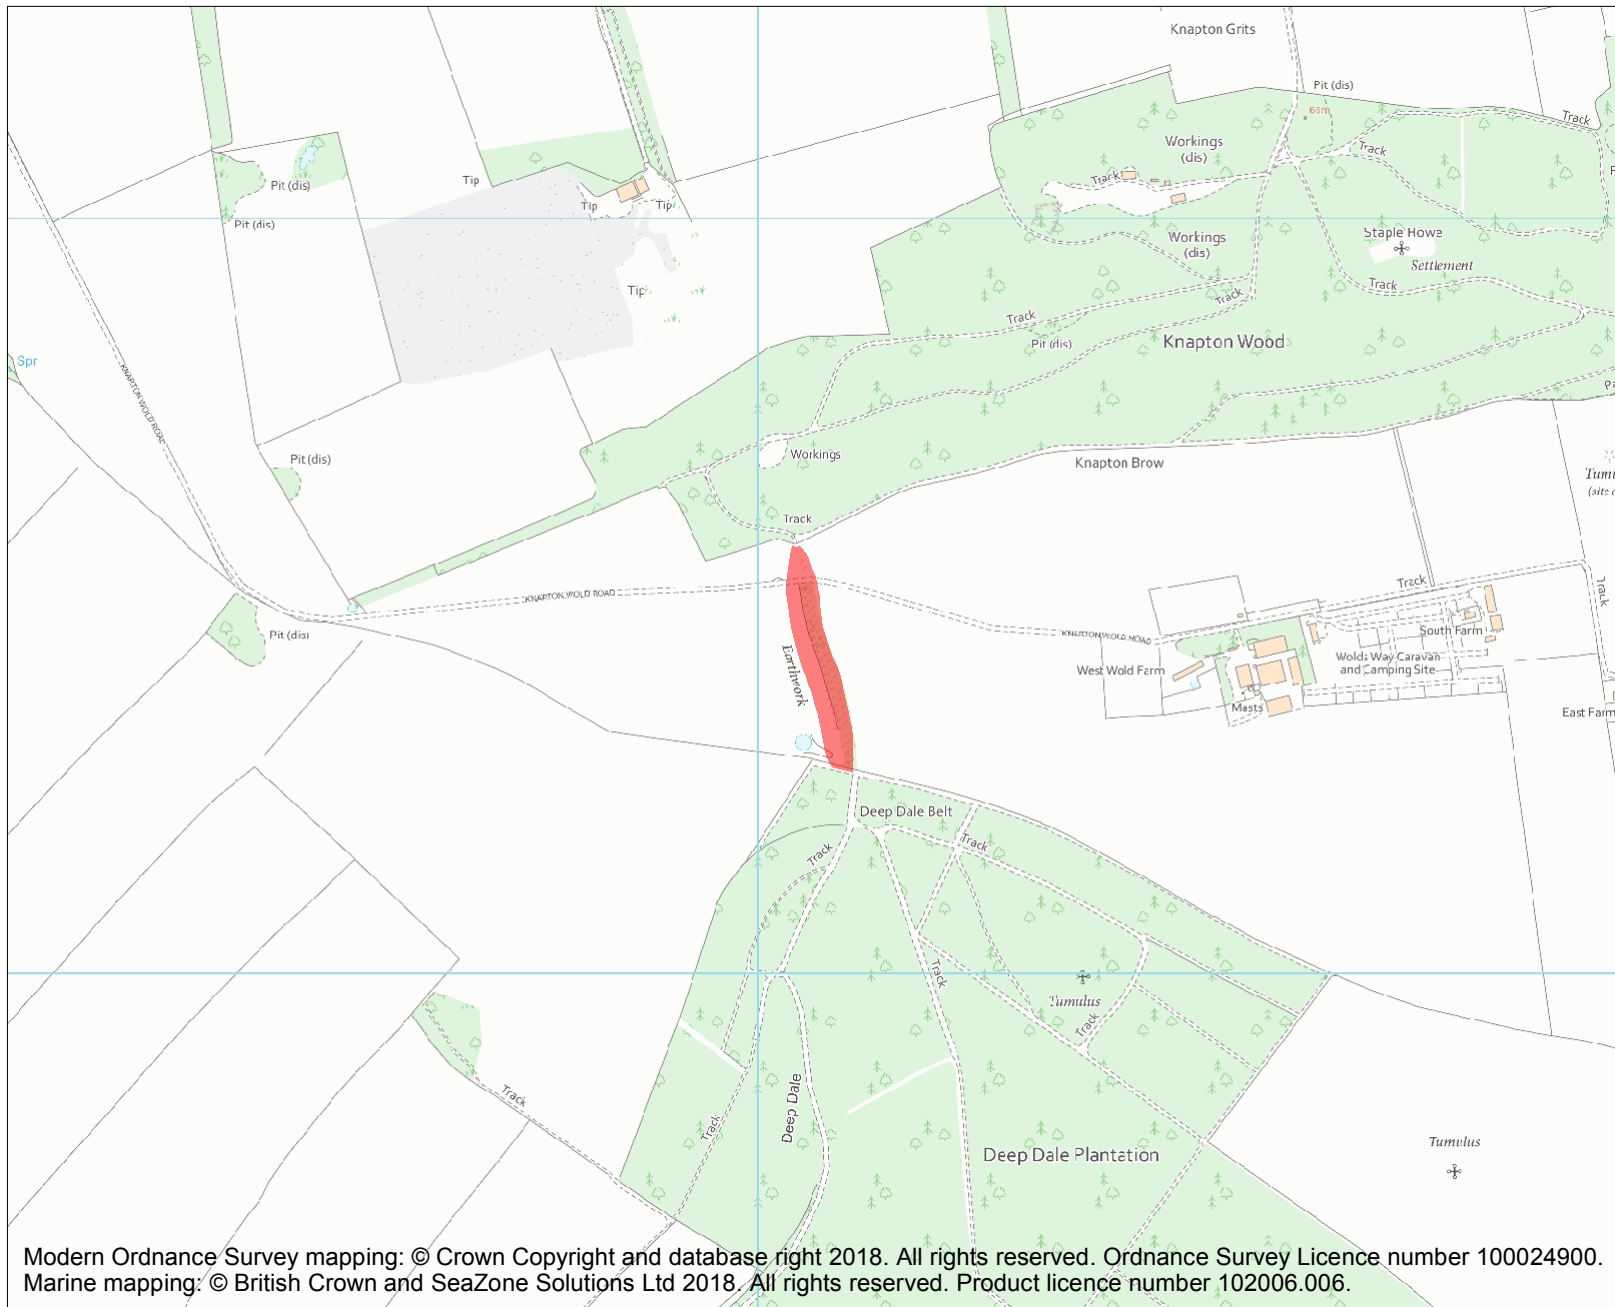 Knapton Grits
Pit (dis)
63m
Track
Workings
(dis)
Track
Track
Tip
Pit (dis)
Tip
Tip
Pit (dis)
Staple Howe
Settlement
Workings
(dis)
Track
Track
Tip
Track
Pit (dis)
Knapton Wood
Spr
KNAPTON WOLD ROAD
Workings
Knapton Brow
Pit (dis)
Track
Track
Track
KNAPTON WOLD ROAD
KNAPTON WOLD ROAD
Pit (dis)
South Farm
Wolds Way Caravan
and Camping Site
West Wold Farm
Earthwork
Masts
East Farm
Deep Dale Belt
Track
Track
Track
Tumulus
Track
Track
Deep Dale
Track
Deep Dale Plantation
Tumulus
Modern Ordnance Survey mapping: © Crown Copyright and database right 2018. All rights reserved. Ordnance Survey Licence number 100024900.
Marine mapping: © British Crown and SeaZone Solutions Ltd 2018. All rights reserved. Product licence number 102006.006.